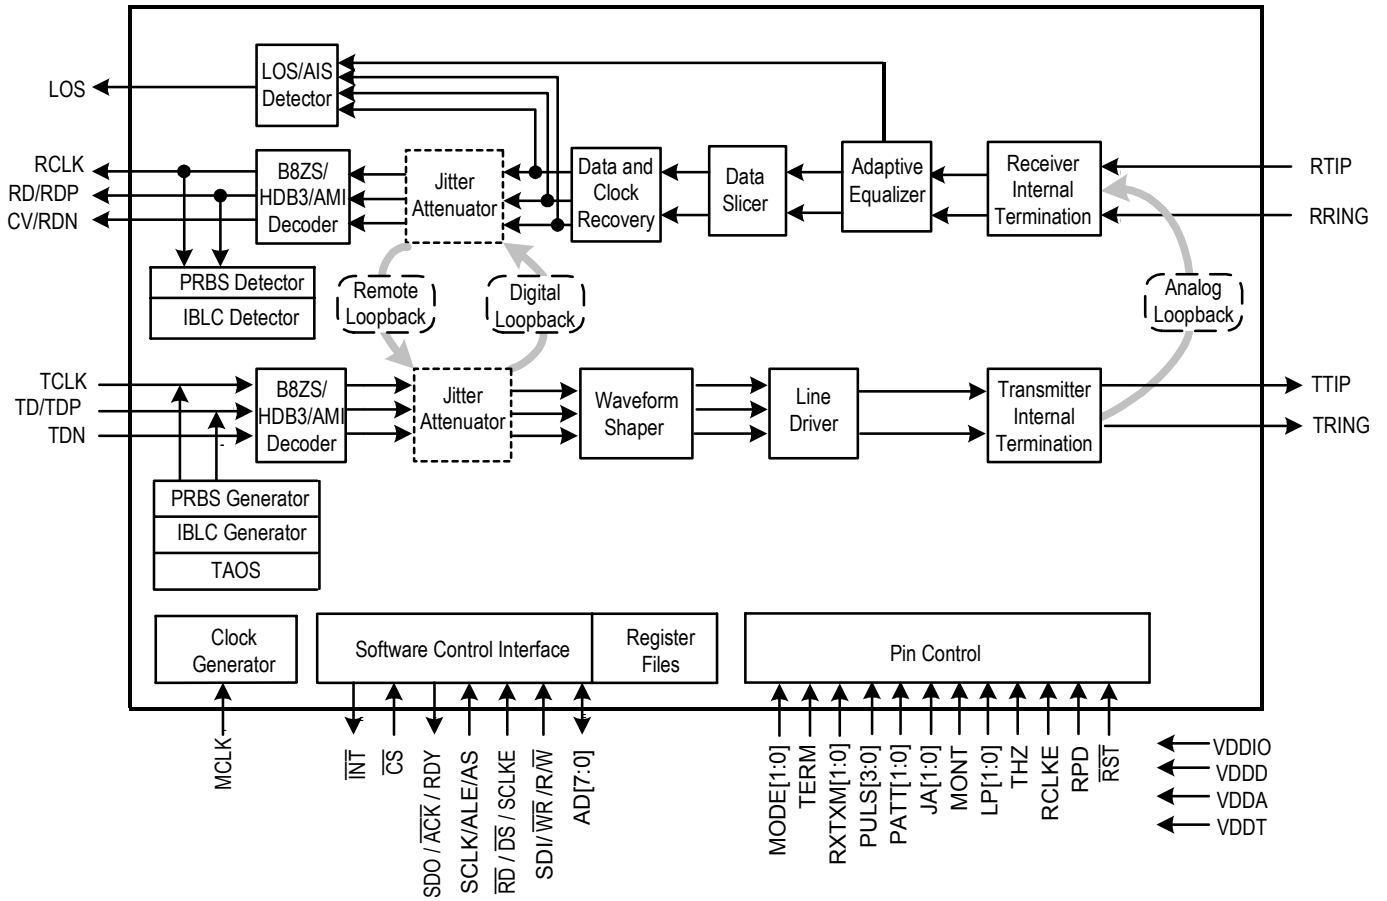 LOS
LOS/AIS
Detector
RCLK
RD/RDP
CV/RDN
B8ZS/
HDB3/AMI
Decoder
Jitter
Attenuator
Data and
Clock
Recovery
Data
Slicer
Adaptive
Equalizer
Receiver
Internal
Termination
RTIP
RRING
PRBS Detector
IBLC Detector
Remote
Loopback
Digital
Loopback
Analog
Loopback
TCLK
TD/TDP
TDN
B8ZS/
HDB3/AMI
Decoder
Jitter
Attenuator
Waveform
Shaper
Line
Driver
Transmitter
Internal
Termination
TTIP
TRING
PRBS Generator
IBLC Generator
TAOS
Clock
Generator
Software Control Interface
Register
Files
Pin Control
MCLK
INT
CS
SDO / ACK / RDY
SCLK/ALE/AS
RD / DS / SCLKE
SDI/ WR /R/W
AD[7:0]
MODE[1:0]
TERM
RXTXM[1:0]
PULS[3:0]
PATT[1:0]
JA[1:0]
MONT
LP[1:0]
THZ
RCLKE
RPD
RST
VDDIO
VDDD
VDDA
VDDT